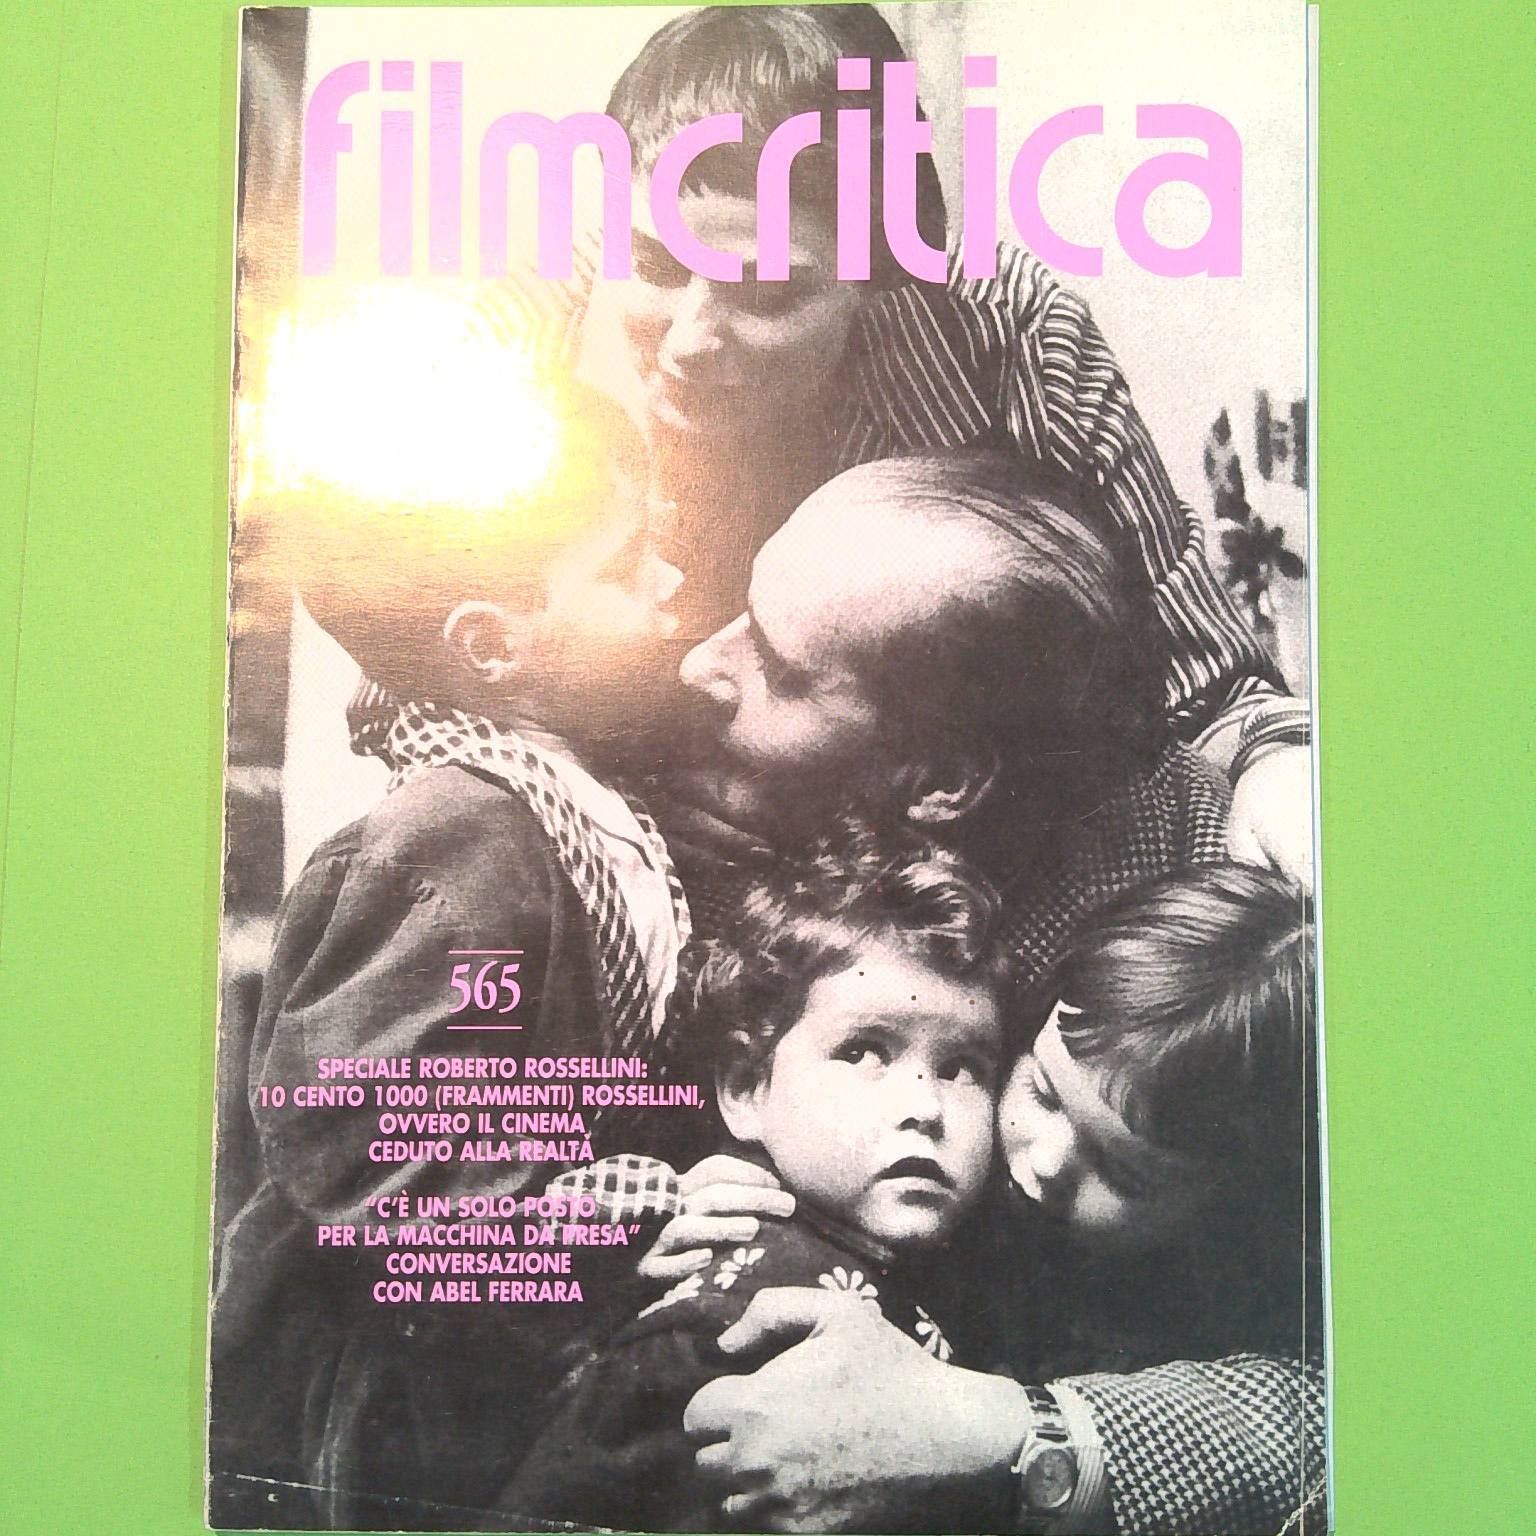 filmcritica
565
SPECIALE ROBERTO ROSSELLINI:
10 CENTO 1000 (FRAMMENTI) ROSSELLINI,
OVVERO IL CINEMA
CEDUTO ALLA REALTÀ
"C'È UN SOLO POSTO
PER LA MACCHINA DA PRESA"
CONVERSAZIONE
CON ABEL FERRARA